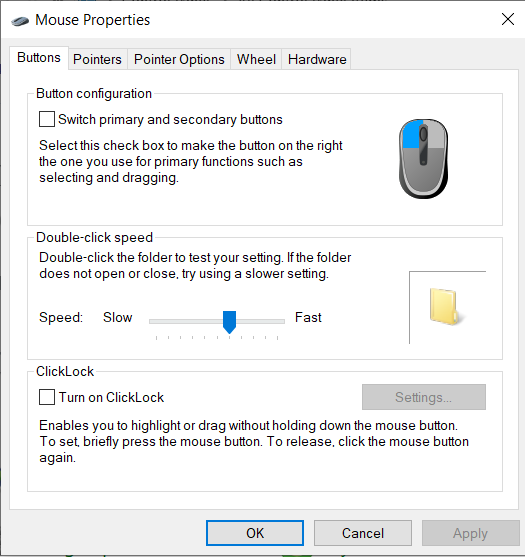 Mouse Properties
Buttons Pointers Pointer Options Wheel Hardware
Button configuration
Switch primary and secondary buttons
Select this check box to make the button on the right
the one you use for primary functions such as
selecting and dragging.
Double-click speed
Double-click the folder to test your setting. If the folder
does not open or close, try using a slower setting.
Speed: Slow Fast
ClickLock
Turn on ClickLock Settings...
Enables you to highlight or drag without holding down the mouse button.
To set, briefly press the mouse button. To release, click the mouse button
again.
OK Cancel Apply